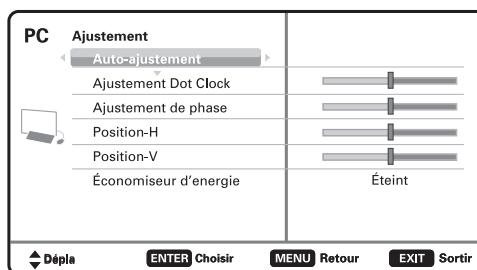 PC Ajustement
Auto-ajustement
Ajustement Dot Clock
Ajustement de phase
Position-H
Position-V
Économiseur d'energie Éteint
Dépla ENTER Choisir MENU Retour EXIT Sortir